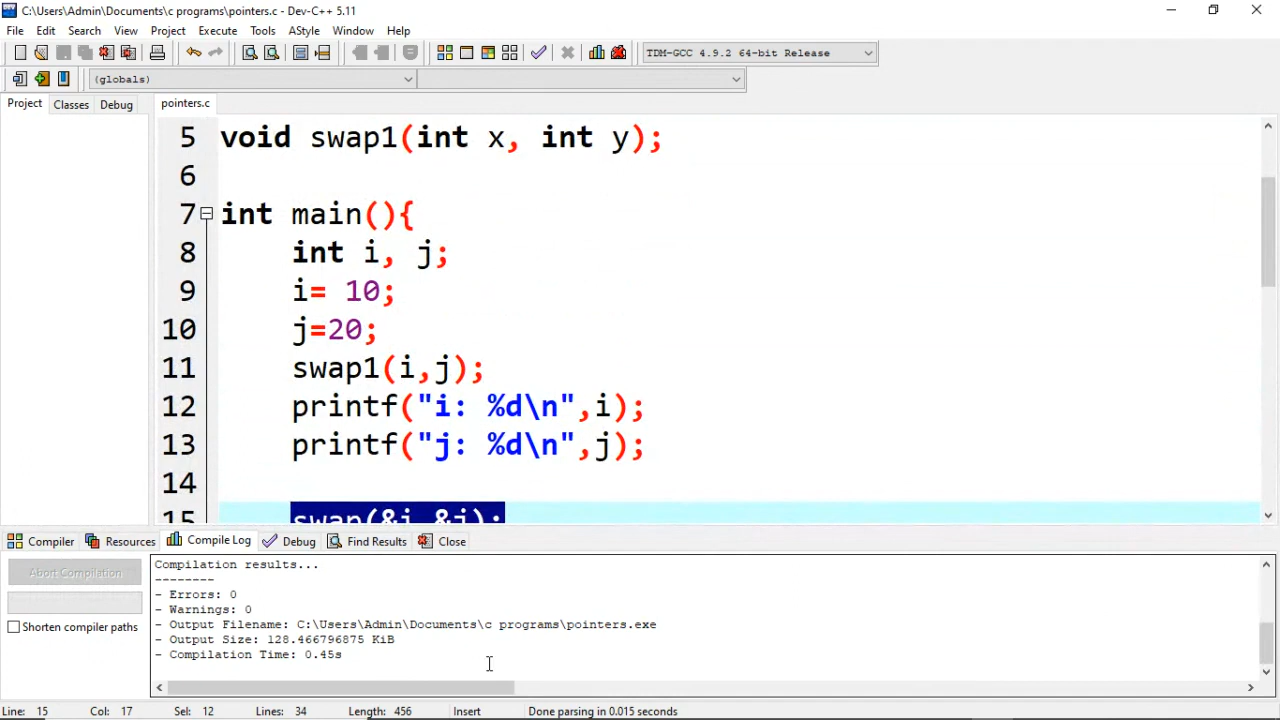 C:\Users\Admin\Documents\c programs\pointers.c - Dev-C++ 5.11
File Edit Search View Project Execute Tools AStyle Window Help
TDM-GCC 4.9.2 64-bit Release
(globals)
Project Classes Debug
pointers.c
5 void swap1(int x, int y);
6
7 int main(){
8 int i, j;
9 i= 10;
10 j=20;
11 swap1(i,j);
12 printf("i: %d\n",i);
13 printf("j: %d\n",j);
14
15 swap(&i,&j);
Compiler Resources Compile Log Debug Find Results Close
Abort Compilation
Shorten compiler paths
Compilation results...
--------
- Errors: 0
- Warnings: 0
- Output Filename: C:\Users\Admin\Documents\c programs\pointers.exe
- Output Size: 128.466796875 KiB
- Compilation Time: 0.45s
Line: 15 Col: 17 Sel: 12 Lines: 34 Length: 456 Insert Done parsing in 0.015 seconds